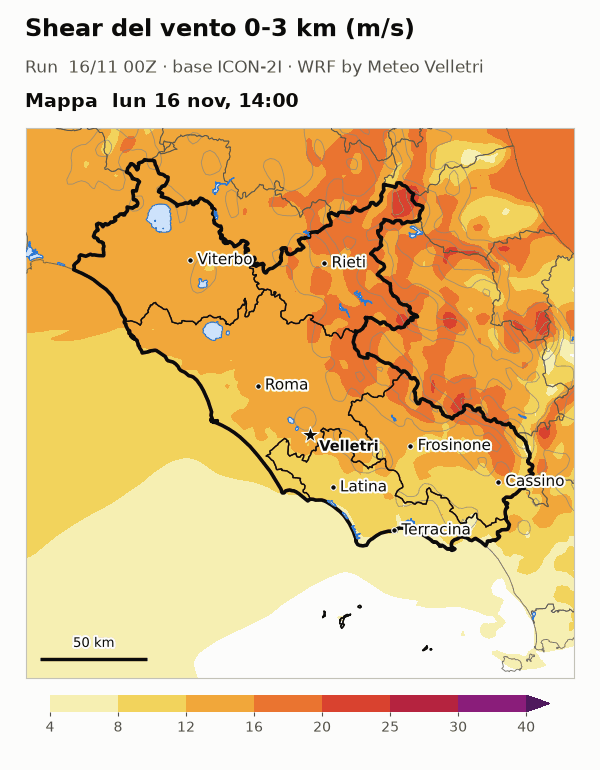 Shear del vento 0-3 km (m/s)
Run  16/11 00Z · base ICON-2I · WRF by Meteo Velletri
Mappa  lun 16 nov, 14:00
Viterbo
Rieti
Roma
Velletri
Frosinone
Latina
Cassino
Terracina
50 km
4 8 12 16 20 25 30 40